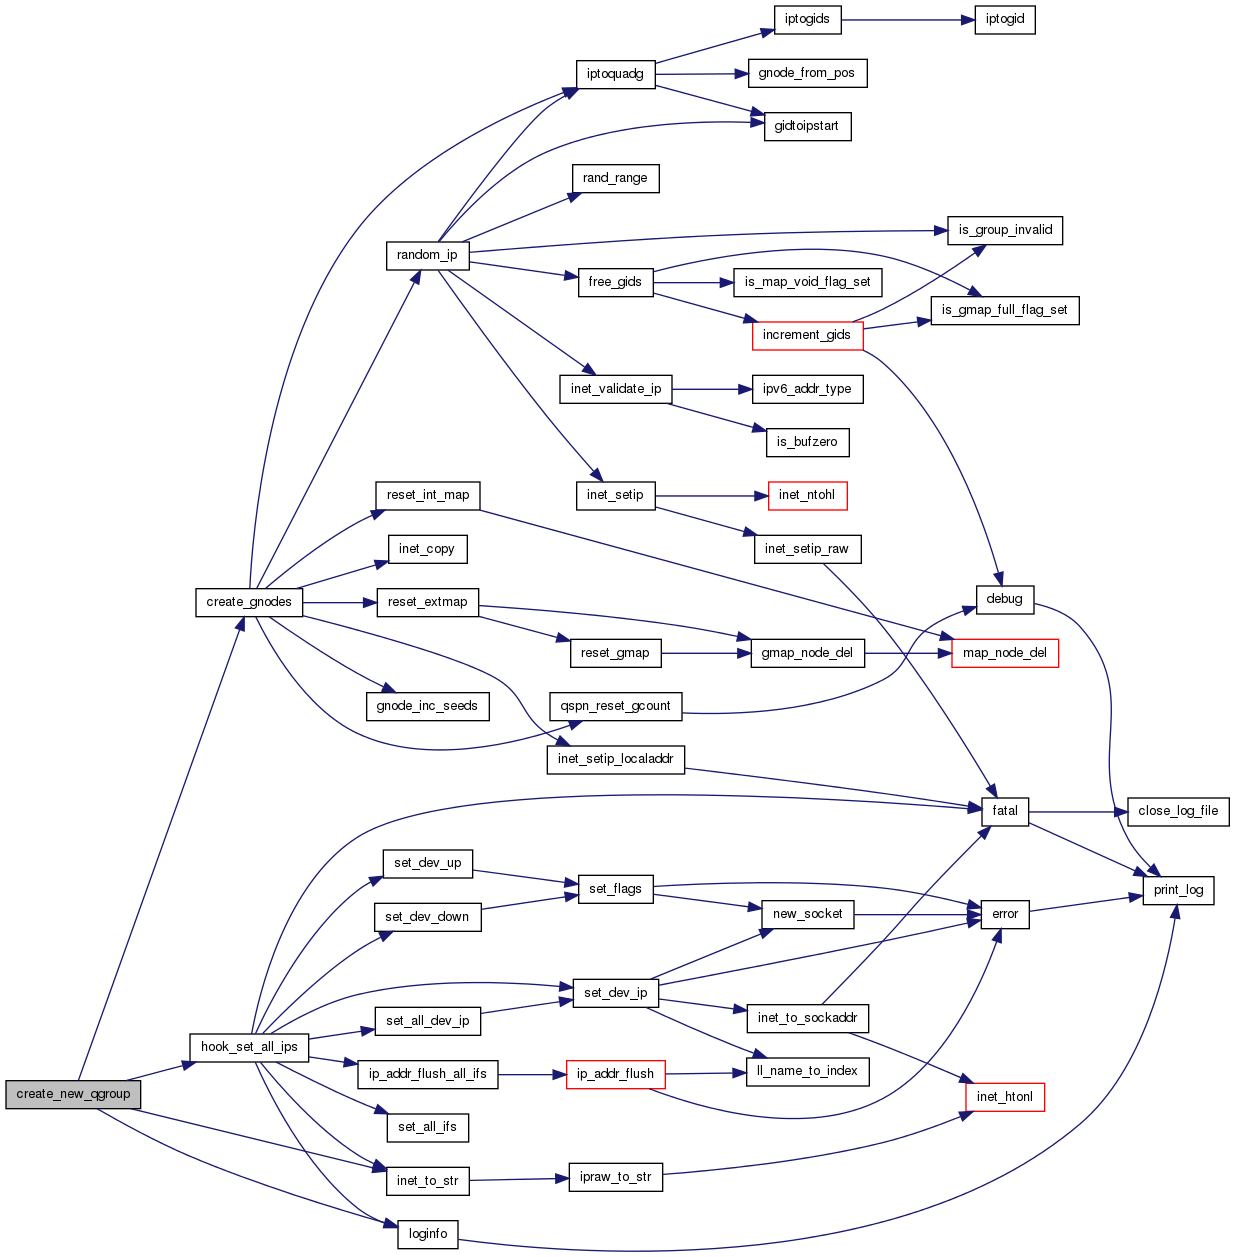 iptogids
iptogid
iptoquadg
gnode_from_pos
gidtoipstart
rand_range
random_ip
is_group_invalid
free_gids
is_map_void_flag_set
is_gmap_full_flag_set
increment_gids
inet_validate_ip
ipv6_addr_type
is_bufzero
reset_int_map
inet_setip
inet_ntohl
inet_copy
inet_setip_raw
create_gnodes
reset_extmap
debug
reset_gmap
gmap_node_del
map_node_del
gnode_inc_seeds
qspn_reset_gcount
inet_setip_localaddr
fatal
close_log_file
set_dev_up
set_flags
print_log
set_dev_down
new_socket
error
set_dev_ip
set_all_dev_ip
inet_to_sockaddr
hook_set_all_ips
ip_addr_flush_all_ifs
ip_addr_flush
ll_name_to_index
create_new_qgroup
inet_htonl
set_all_ifs
inet_to_str
ipraw_to_str
loginfo